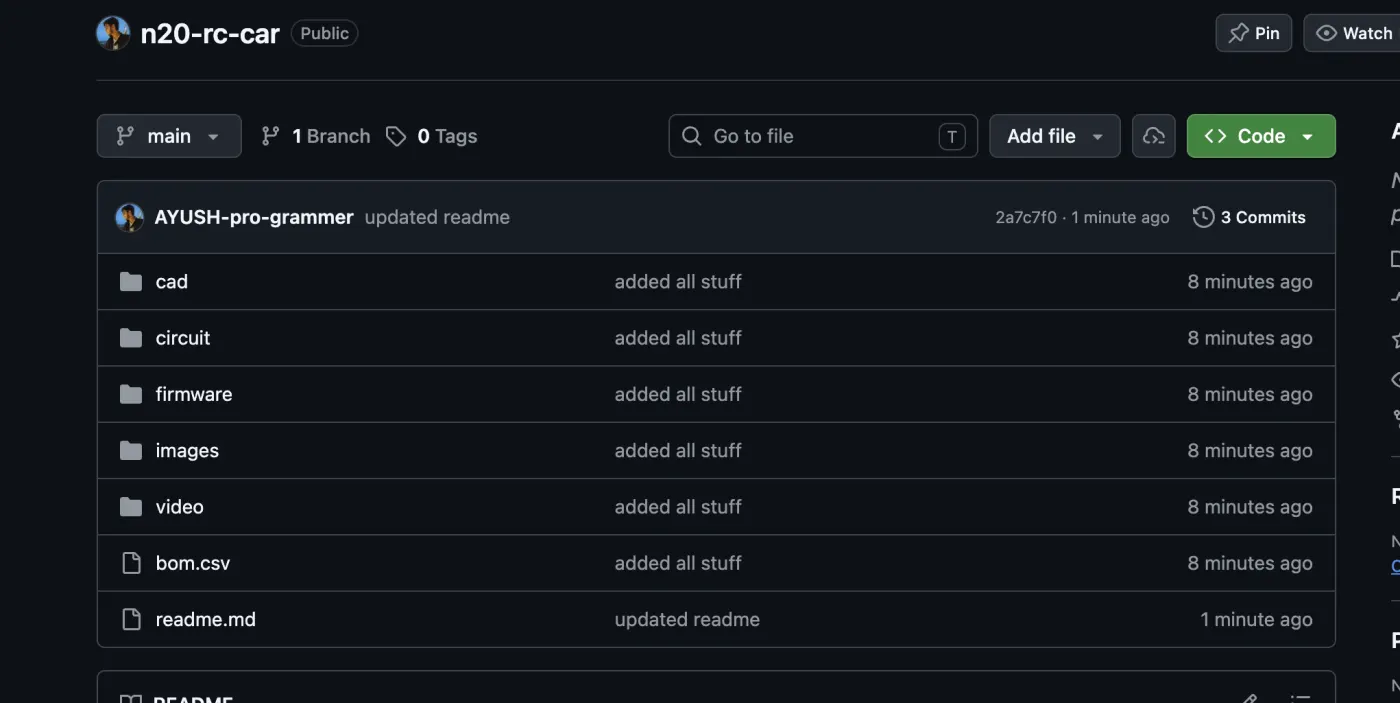 n20-rc-car Public Pin Watch
main 1 Branch 0 Tags Go to file T Add file Code
AYUSH-pro-grammer updated readme 2a7c7f0 · 1 minute ago 3 Commits
cad added all stuff 8 minutes ago
circuit added all stuff 8 minutes ago
firmware added all stuff 8 minutes ago
images added all stuff 8 minutes ago
video added all stuff 8 minutes ago
bom.csv added all stuff 8 minutes ago
readme.md updated readme 1 minute ago
README